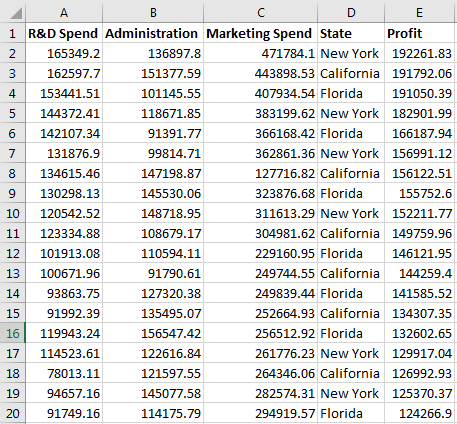 A B C D E
1 R&D Spend Administration Marketing Spend State Profit
2 165349.2 136897.8 471784.1 New York 192261.83
3 162597.7 151377.59 443898.53 California 191792.06
4 153441.51 101145.55 407934.54 Florida 191050.39
5 144372.41 118671.85 383199.62 New York 182901.99
6 142107.34 91391.77 366168.42 Florida 166187.94
7 131876.9 99814.71 362861.36 New York 156991.12
8 134615.46 147198.87 127716.82 California 156122.51
9 130298.13 145530.06 323876.68 Florida 155752.6
10 120542.52 148718.95 311613.29 New York 152211.77
11 123334.88 108679.17 304981.62 California 149759.96
12 101913.08 110594.11 229160.95 Florida 146121.95
13 100671.96 91790.61 249744.55 California 144259.4
14 93863.75 127320.38 249839.44 Florida 141585.52
15 91992.39 135495.07 252664.93 California 134307.35
16 119943.24 156547.42 256512.92 Florida 132602.65
17 114523.61 122616.84 261776.23 New York 129917.04
18 78013.11 121597.55 264346.06 California 126992.93
19 94657.16 145077.58 282574.31 New York 125370.37
20 91749.16 114175.79 294919.57 Florida 124266.9